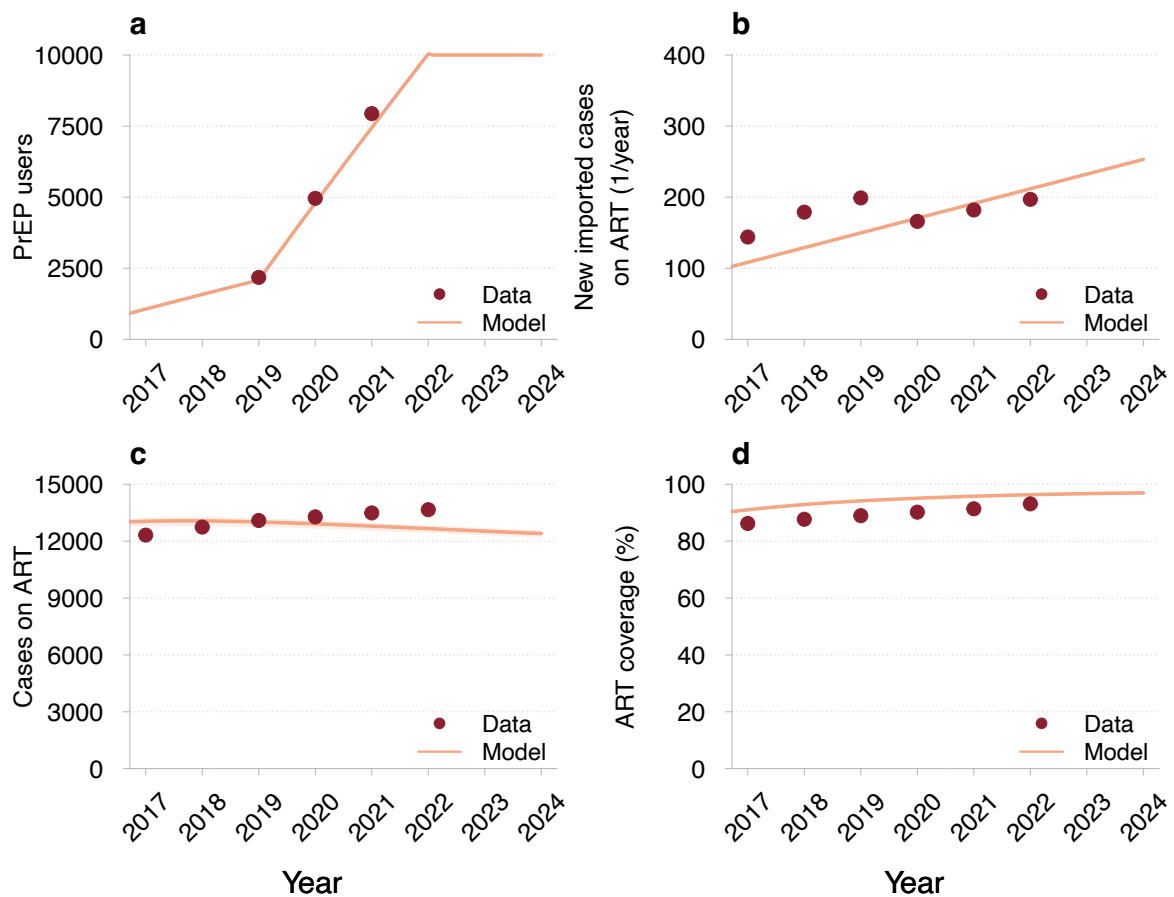 a
PrEP users
10000
7500
5000
2500
0
Data
Model
2017 2018 2019 2020 2021 2022 2023 2024
b
New imported cases
on ART (1/year)
400
300
200
100
0
Data
Model
2017 2018 2019 2020 2021 2022 2023 2024
c
Cases on ART
15000
12000
9000
6000
3000
0
Data
Model
2017 2018 2019 2020 2021 2022 2023 2024
Year
d
ART coverage (%)
100
80
60
40
20
0
Data
Model
2017 2018 2019 2020 2021 2022 2023 2024
Year